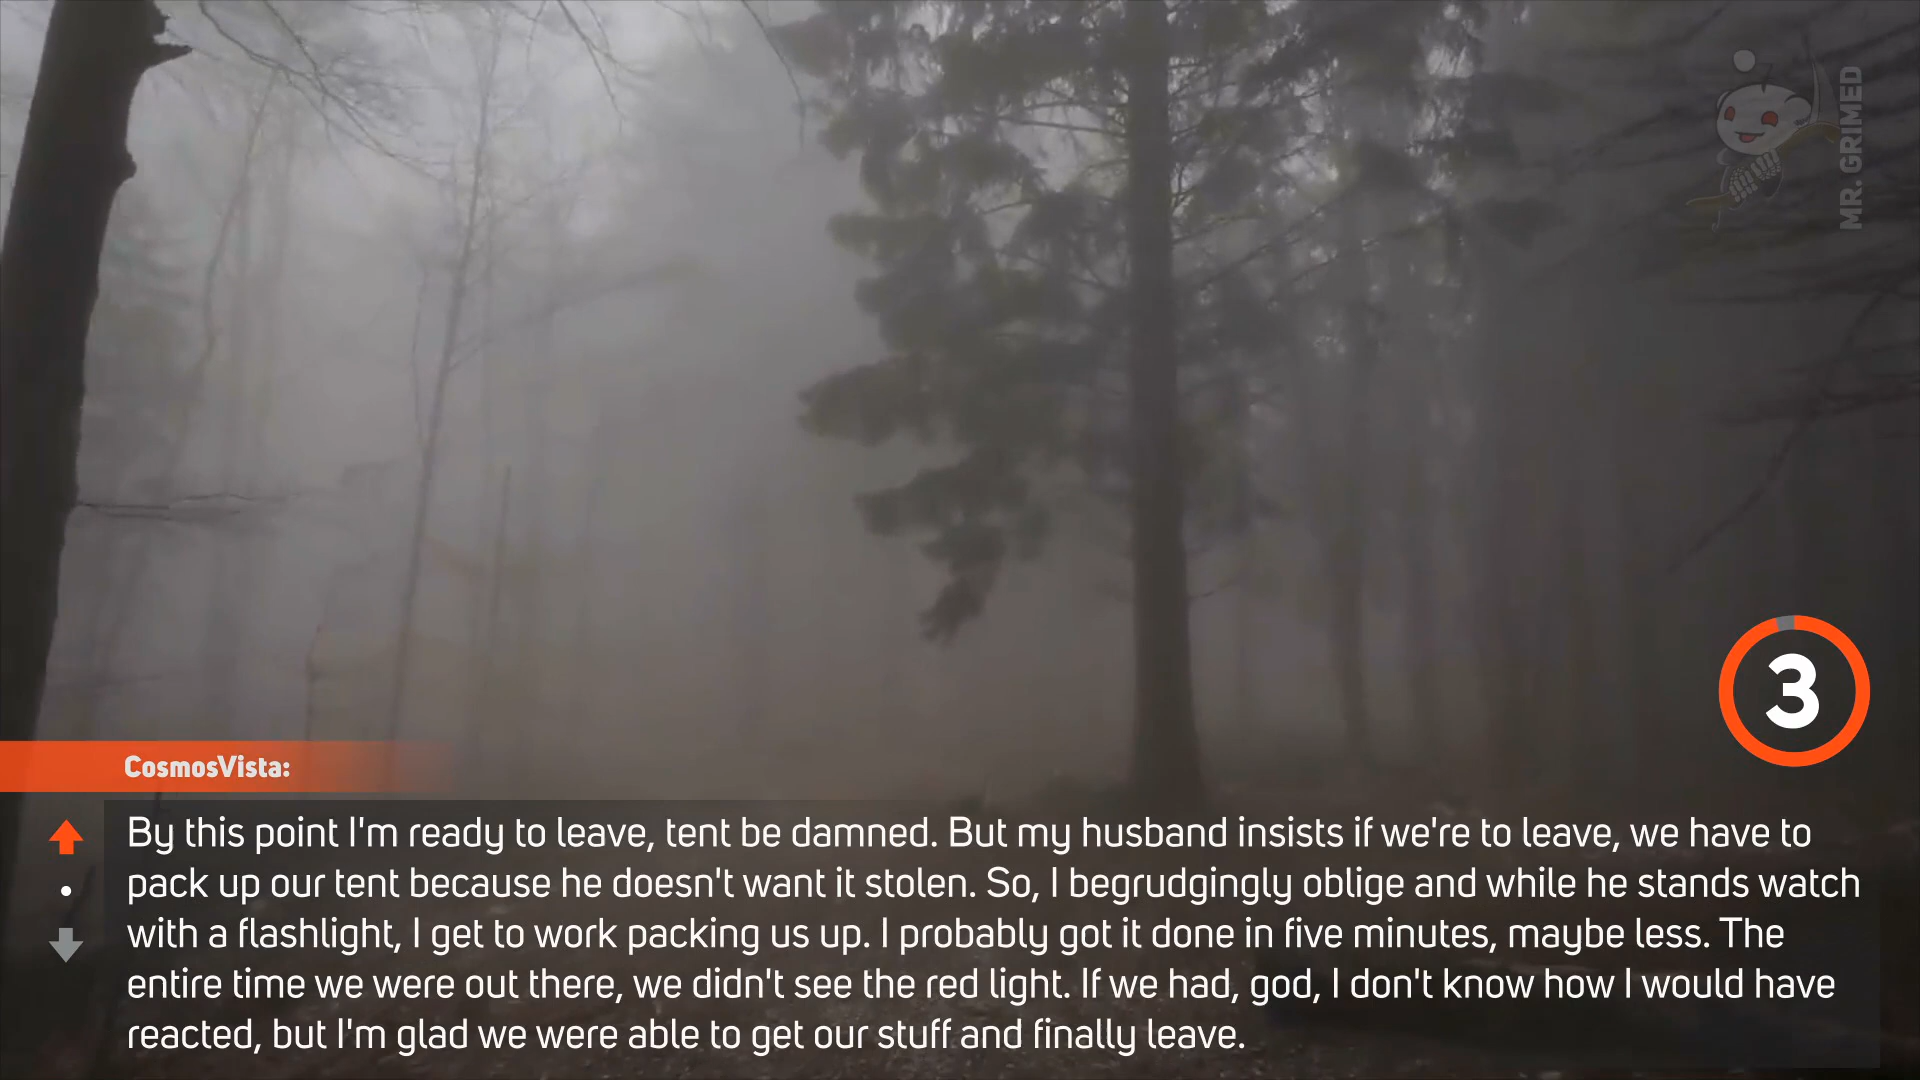 MR. GRIMED
3
CosmosVista:
By this point I'm ready to leave, tent be damned. But my husband insists if we're to leave, we have to
pack up our tent because he doesn't want it stolen. So, I begrudgingly oblige and while he stands watch
with a flashlight, I get to work packing us up. I probably got it done in five minutes, maybe less. The
entire time we were out there, we didn't see the red light. If we had, god, I don't know how I would have
reacted, but I'm glad we were able to get our stuff and finally leave.